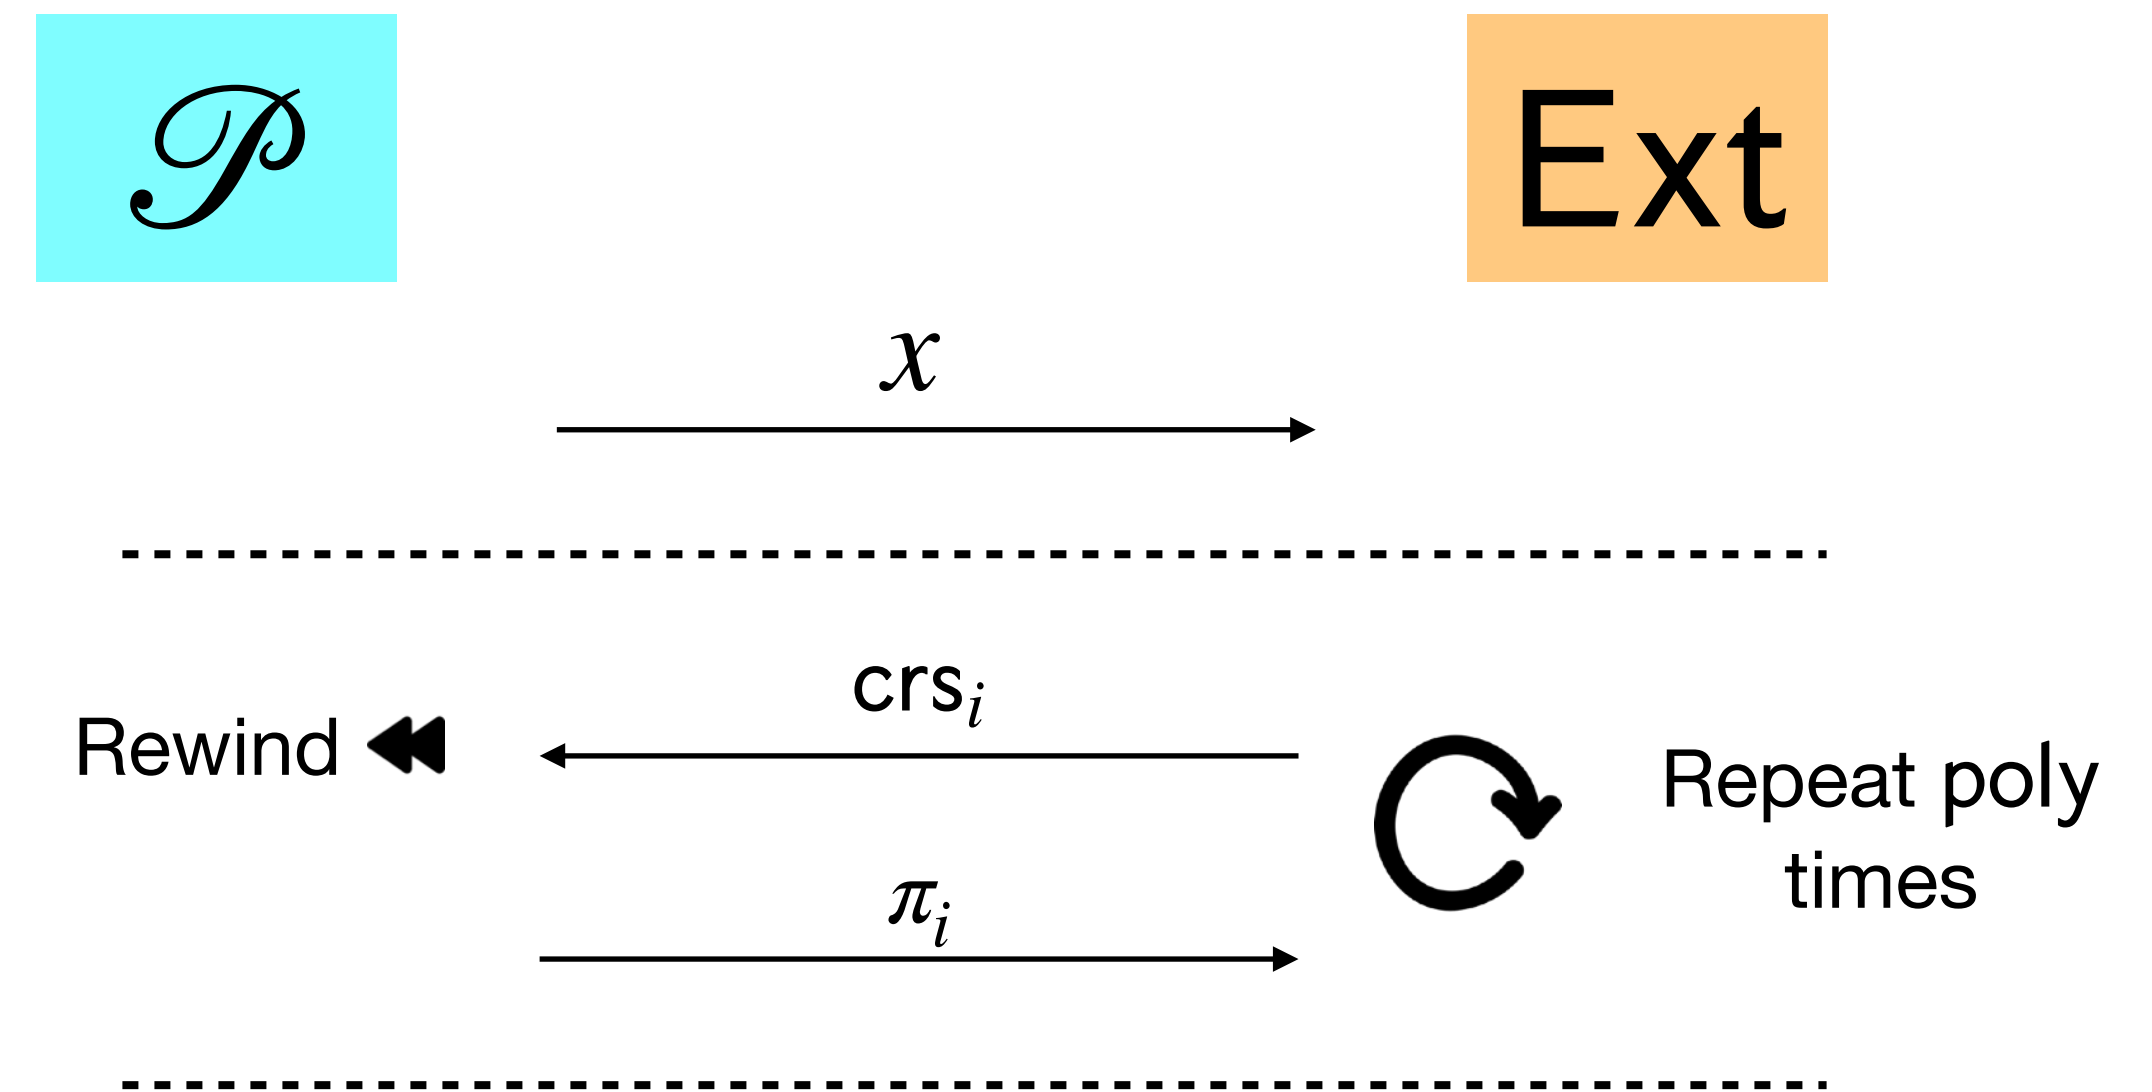 𝒫
Ext
x
crsᵢ
Rewind
Repeat poly
times
πᵢ